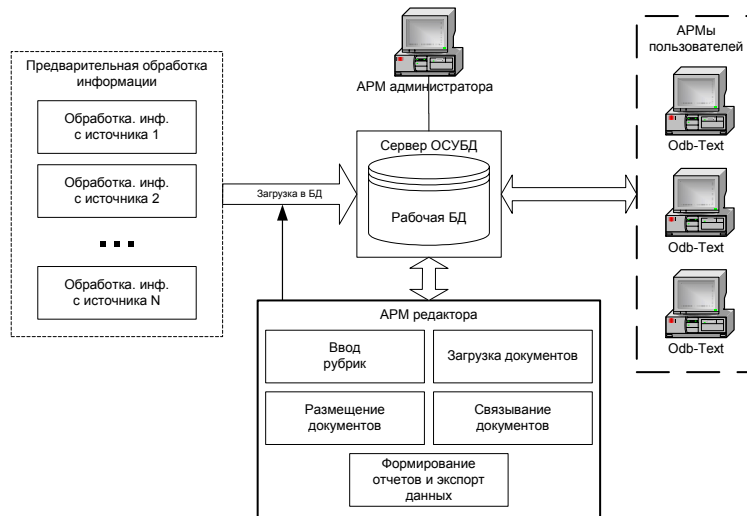 Предварительная обработка
информации
Обработка. инф.
с источника 1
Обработка. инф.
с источника 2
Обработка. инф.
с источника N
Загрузка в БД
АРМ администратора
Сервер ОСУБД
Рабочая БД
АРМы
пользователей
Odb-Text
Odb-Text
Odb-Text
АРМ редактора
Ввод
рубрик
Загрузка документов
Размещение
документов
Связывание
документов
Формирование
отчетов и экспорт
данных